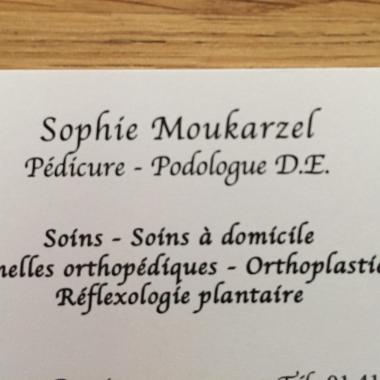 Sophie Moukarzel
Pédicure - Podologue D.E.
Soins - Soins à domicile
orthopédiques -
Réflexologie plantaire